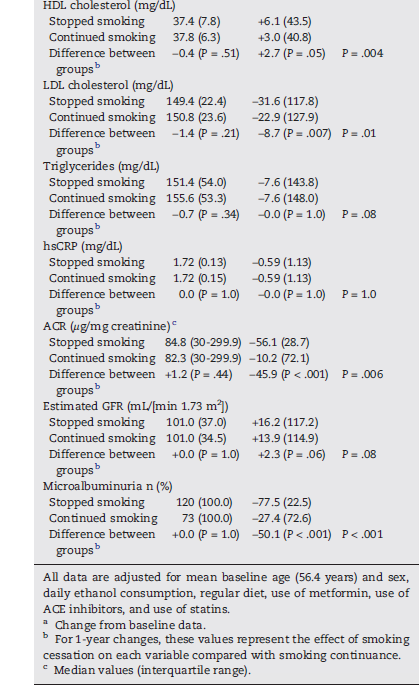 HDL cholesterol (mg/dL)
Stopped smoking 37.4 (7.8) +6.1 (43.5)
Continued smoking 37.8 (6.3) +3.0 (40.8)
Difference between −0.4 (P = .51) +2.7 (P = .05) P = .004
groups b
LDL cholesterol (mg/dL)
Stopped smoking 149.4 (22.4) −31.6 (117.8)
Continued smoking 150.8 (23.6) −22.9 (127.9)
Difference between −1.4 (P = .21) −8.7 (P = .007) P = .01
groups b
Triglycerides (mg/dL)
Stopped smoking 151.4 (54.0) −7.6 (143.8)
Continued smoking 155.6 (53.3) −7.6 (148.0)
Difference between −0.7 (P = .34) −0.0 (P = 1.0) P = .08
groups b
hsCRP (mg/dL)
Stopped smoking 1.72 (0.13) −0.59 (1.13)
Continued smoking 1.72 (0.15) −0.59 (1.13)
Difference between 0.0 (P = 1.0) −0.0 (P = 1.0) P = 1.0
groups b
ACR (μg/mg creatinine) c
Stopped smoking 84.8 (30-299.9) −56.1 (28.7)
Continued smoking 82.3 (30-299.9) −10.2 (72.1)
Difference between +1.2 (P = .44) −45.9 (P < .001) P = .006
groups b
Estimated GFR (mL/[min 1.73 m²])
Stopped smoking 101.0 (37.0) +16.2 (117.2)
Continued smoking 101.0 (34.5) +13.9 (114.9)
Difference between +0.0 (P = 1.0) +2.3 (P = .06) P = .08
groups b
Microalbuminuria n (%)
Stopped smoking 120 (100.0) −77.5 (22.5)
Continued smoking 73 (100.0) −27.4 (72.6)
Difference between +0.0 (P = 1.0) −50.1 (P < .001) P < .001
groups b
All data are adjusted for mean baseline age (56.4 years) and sex,
daily ethanol consumption, regular diet, use of metformin, use of
ACE inhibitors, and use of statins.
a Change from baseline data.
b For 1-year changes, these values represent the effect of smoking
cessation on each variable compared with smoking continuance.
c Median values (interquartile range).